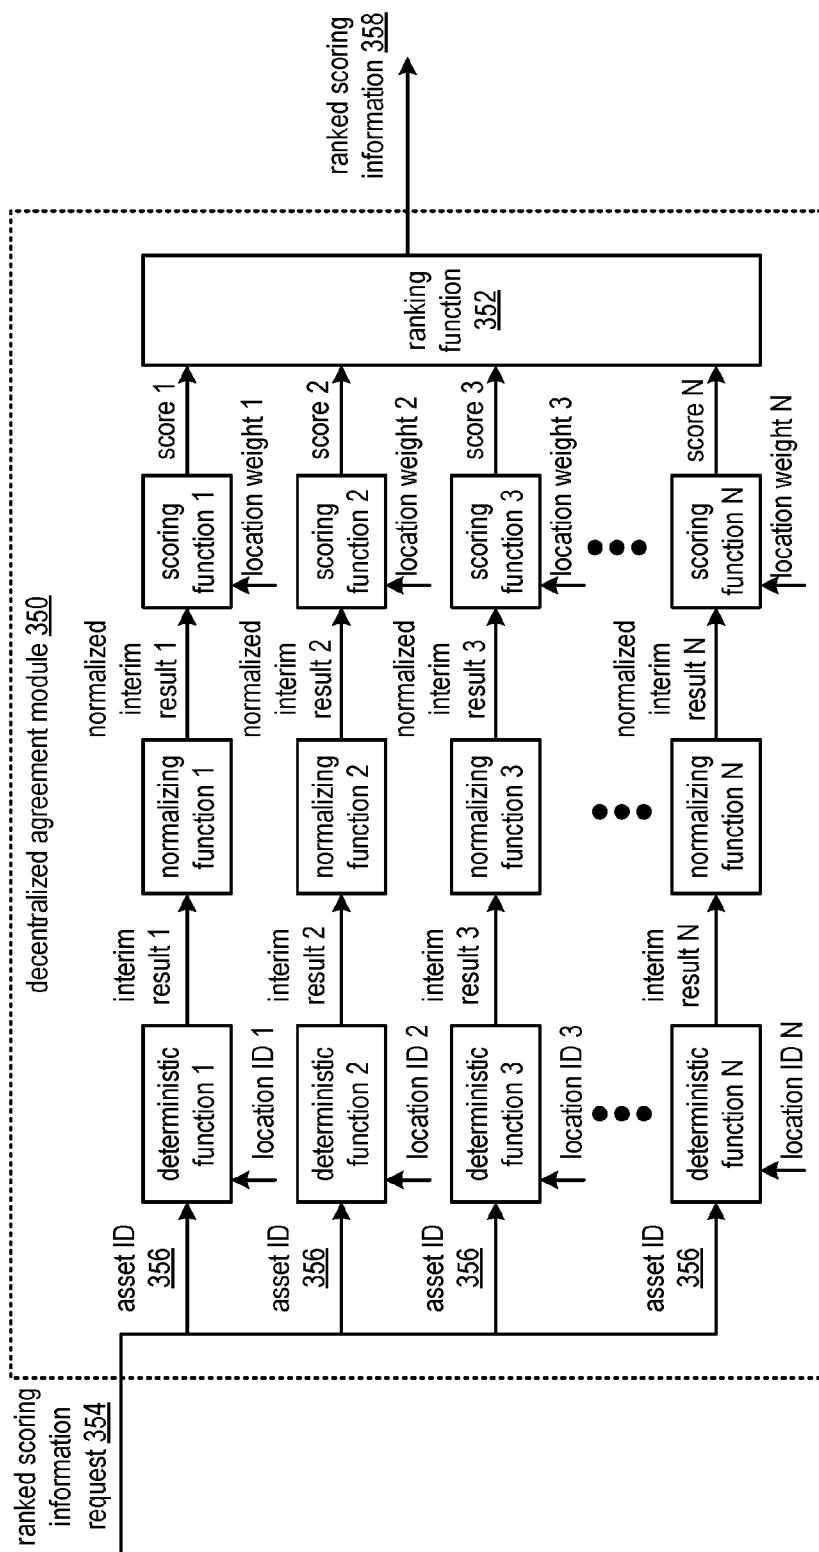 ranked scoring
information
request 354
decentralized agreement module 350
asset ID
356
deterministic
function 1
location ID 1
interim
result 1
normalizing
function 1
normalized
interim
result 1
scoring
function 1
location weight 1
score 1
asset ID
356
deterministic
function 2
location ID 2
interim
result 2
normalizing
function 2
normalized
interim
result 2
scoring
function 2
location weight 2
score 2
asset ID
356
deterministic
function 3
location ID 3
interim
result 3
normalizing
function 3
normalized
interim
result 3
scoring
function 3
location weight 3
score 3
asset ID
356
deterministic
function N
location ID N
interim
result N
normalizing
function N
normalized interim
result N
scoring
function N
location weight N
score N
ranking
function
352
ranked scoring
information 358